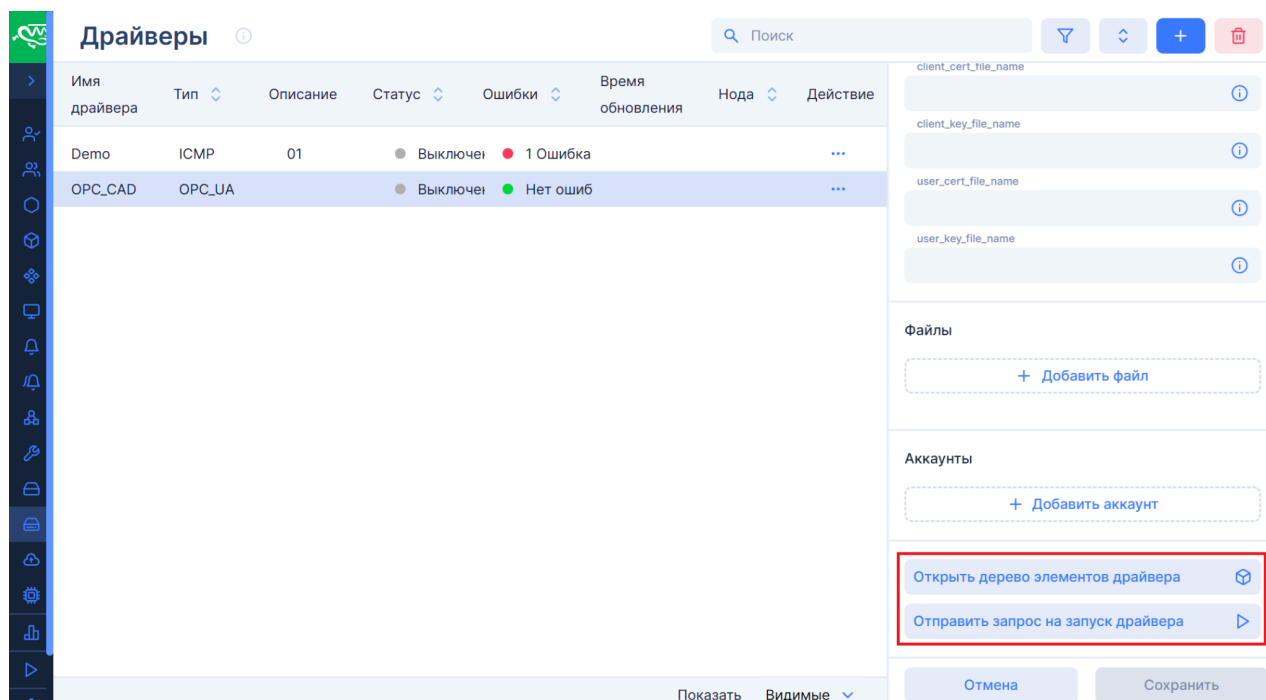 Драйверы
Поиск
Имя драйвера
Тип
Описание
Статус
Ошибки
Время обновления
Нода
Действие
Demo ICMP 01 Выключен 1 Ошибка ...
OPC_CAD OPC_UA Выключен Нет ошиб ...
Показать Видимые
client_cert_file_name
client_key_file_name
user_cert_file_name
user_key_file_name
Файлы
+ Добавить файл
Аккаунты
+ Добавить аккаунт
Открыть дерево элементов драйвера
Отправить запрос на запуск драйвера
Отмена
Сохранить